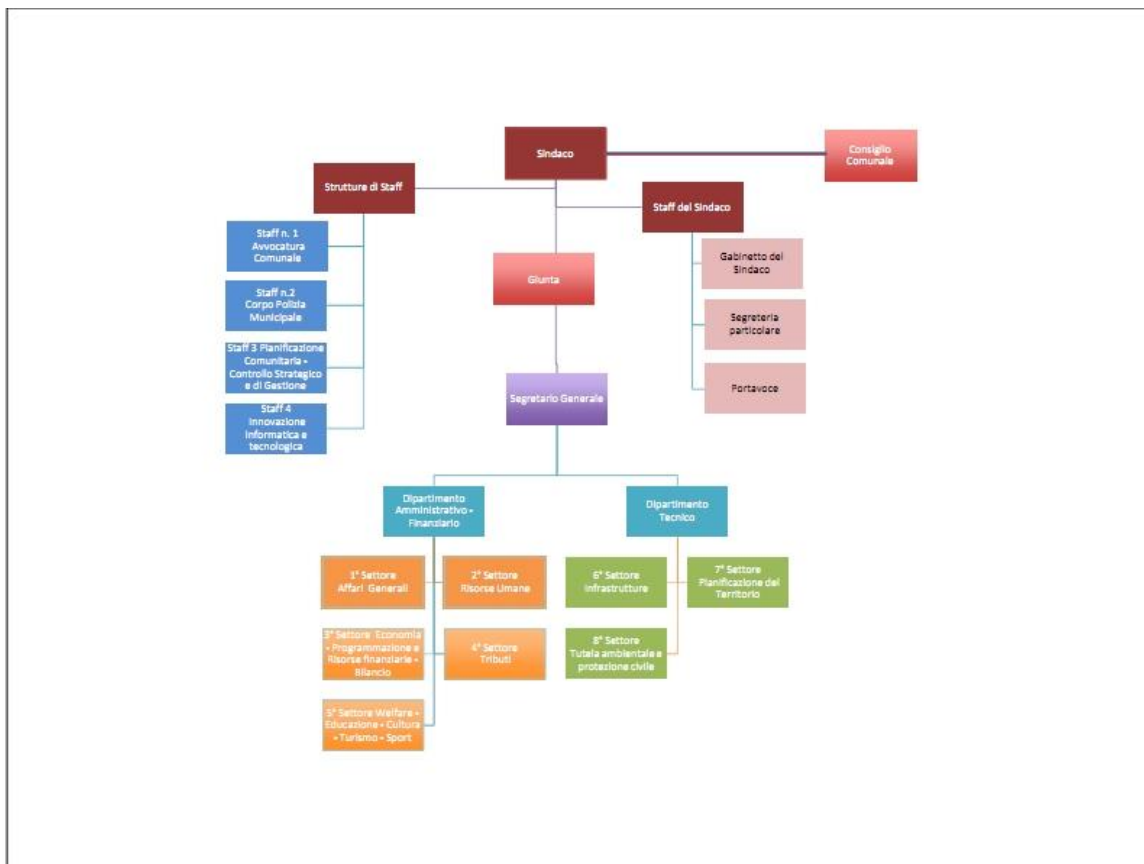 Sindaco
Consiglio
Comunale
Strutture di Staff
Staff del Sindaco
Staff n. 1
Avvocatura
Comunale
Staff n.2
Corpo Polizia
Municipale
Staff 3 Planificazione
Comunitaria -
Controllo Strategico
e di Gestione
Staff 4
Innovazione
informatica e
tecnologica
Giunta
Gabinetto del
Sindaco
Segreteria
particolare
Portavoce
Segretario Generale
Dipartimento
Amministrativo -
Finanziario
Dipartimento
Tecnico
1° Settore
Affari Generali
2° Settore
Risorse Umane
3° Settore Economia
- Programmazione e
Risorse finanziarie -
Bilancio
4° Settore
Tributi
5° Settore Welfare -
Educazione - Cultura
- Turismo - Sport
6° Settore
Infrastrutture
7° Settore
Pianificazione del
Territorio
8° Settore
Tutela ambientale e
protezione civile